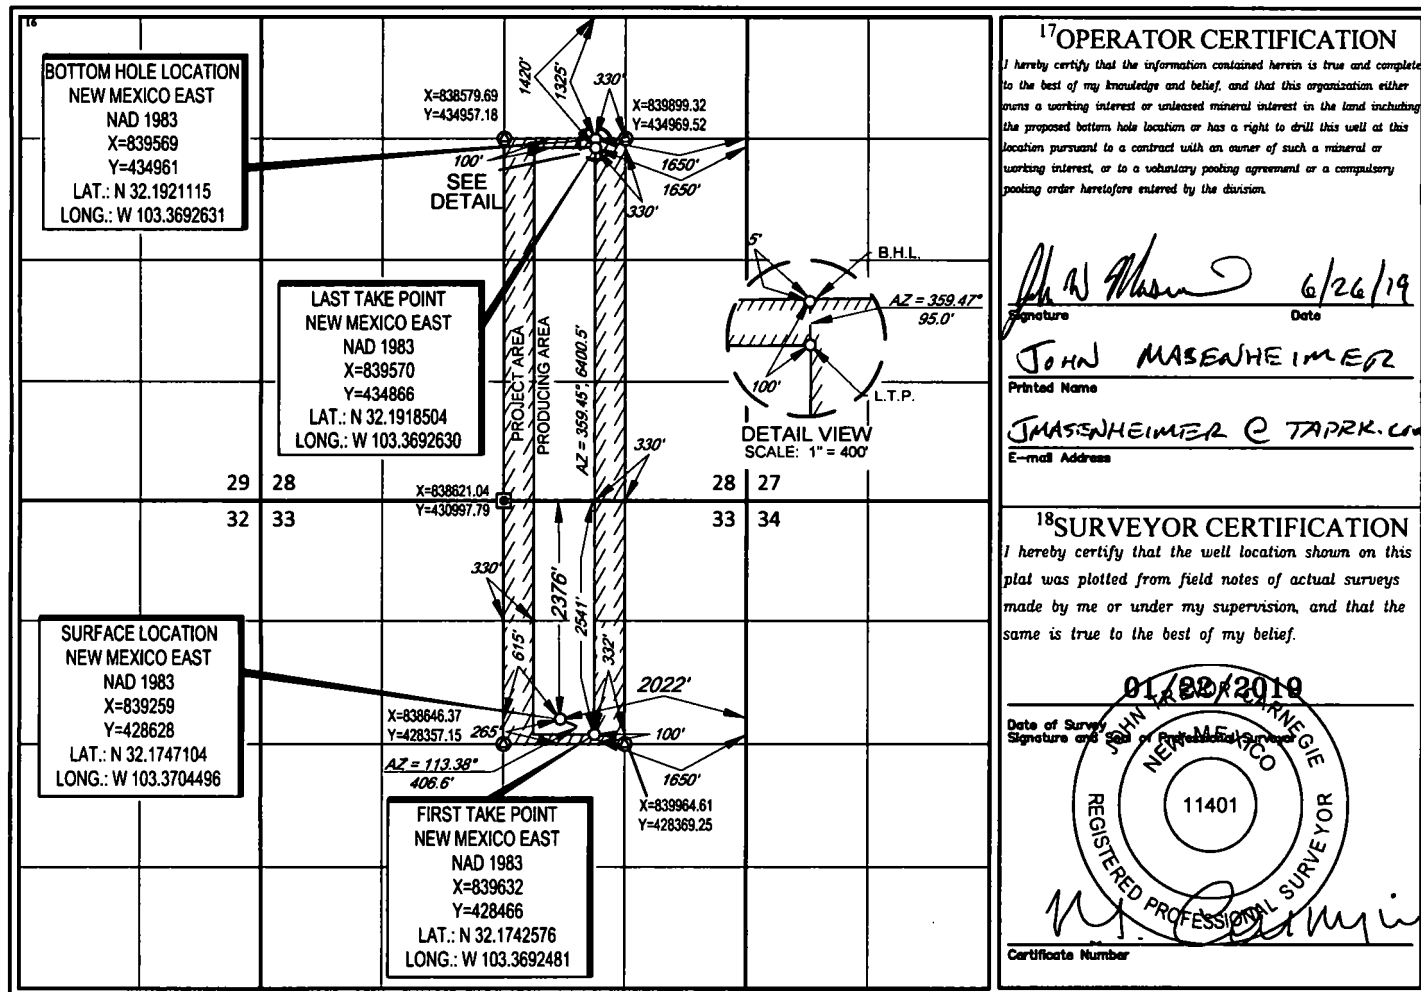 16
BOTTOM HOLE LOCATION
NEW MEXICO EAST
NAD 1983
X=839569
Y=434961
LAT.: N 32.1921115
LONG.: W 103.3692631
1420'
1325'
330'
X=838579.69
Y=434957.18
X=839899.32
Y=434969.52
100'
SEE
DETAIL
1650'
1650'
330'
LAST TAKE POINT
NEW MEXICO EAST
NAD 1983
X=839570
Y=434866
LAT.: N 32.1918504
LONG.: W 103.3692630
PROJECT AREA
PRODUCING AREA
AZ = 359.45°, 6400.5'
5'
B.H.L.
AZ = 359.47°
95.0'
100'
L.T.P.
DETAIL VIEW
SCALE: 1" = 400'
330'
29 28
28 27
X=838621.04
Y=430997.79
32 33
33 34
330'
2376'
2541'
SURFACE LOCATION
NEW MEXICO EAST
NAD 1983
X=839259
Y=428628
LAT.: N 32.1747104
LONG.: W 103.3704496
615'
332'
2022'
X=838646.37
Y=428357.15
265'
100'
AZ = 113.38°
406.6'
1650'
X=839964.61
Y=428369.25
FIRST TAKE POINT
NEW MEXICO EAST
NAD 1983
X=839632
Y=428466
LAT.: N 32.1742576
LONG.: W 103.3692481
17 OPERATOR CERTIFICATION
I hereby certify that the information contained herein is true and complete
to the best of my knowledge and belief, and that this organization either
owns a working interest or unleased mineral interest in the land including
the proposed bottom hole location or has a right to drill this well at this
location pursuant to a contract with an owner of such a mineral or
working interest, or to a voluntary pooling agreement or a compulsory
pooling order heretofore entered by the division.
6/26/19
Signature Date
JOHN MASENHEIMER
Printed Name
JMASENHEIMER @ TAPRK.COM
E-mail Address
18 SURVEYOR CERTIFICATION
I hereby certify that the well location shown on this
plat was plotted from field notes of actual surveys
made by me or under my supervision, and that the
same is true to the best of my belief.
01/22/2019
Date of Survey
Signature and Seal of Professional Surveyor
JOHN TREVOR CARNEGIE
NEW MEXICO
11401
REGISTERED PROFESSIONAL SURVEYOR
Certificate Number